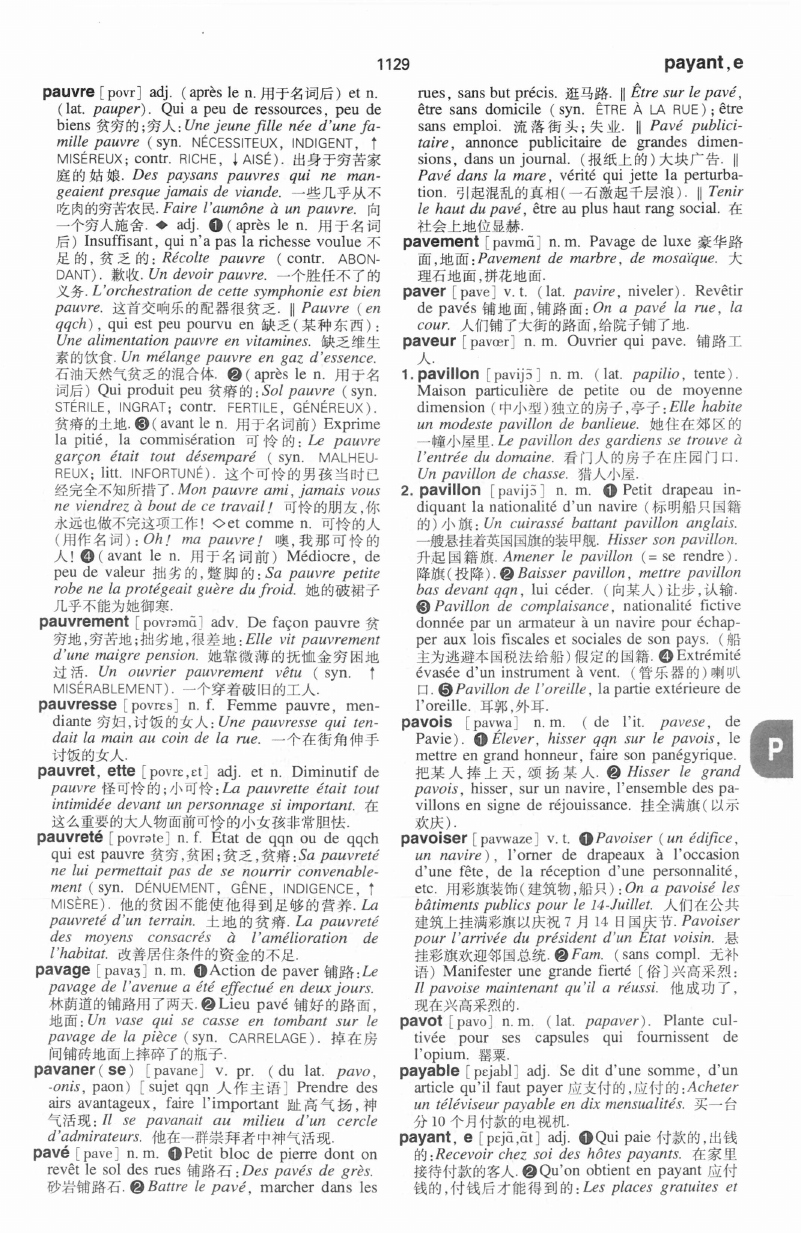 1129
payant, e
pauvre [povr] adj. (après le n. 用于名词后) et n.
(lat. pauper). Qui a peu de ressources, peu de
biens 贫穷的;穷人:Une jeune fille née d'une fa-
mille pauvre (syn. NÉCESSITEUX, INDIGENT, ↑
MISÉREUX; contr. RICHE, ↓AISÉ). 出身于穷苦家
庭的姑娘. Des paysans pauvres qui ne man-
geaient presque jamais de viande. 一些几乎从不
吃肉的穷苦农民. Faire l'aumône à un pauvre. 向
一个穷人施舍. ◆ adj. ❶(après le n. 用于名词
后) Insuffisant, qui n'a pas la richesse voulue 不
足的, 贫乏的: Récolte pauvre (contr. ABON-
DANT). 歉收. Un devoir pauvre. 一个胜任不了的
义务. L'orchestration de cette symphonie est bien
pauvre. 这首交响乐的配器很贫乏. ‖ Pauvre (en
qqch), qui est peu pourvu en 缺乏(某种东西):
Une alimentation pauvre en vitamines. 缺乏维生
素的饮食. Un mélange pauvre en gaz d'essence.
石油天然气贫乏的混合体. ❷(après le n. 用于名
词后) Qui produit peu 贫瘠的:Sol pauvre (syn.
STÉRILE, INGRAT; contr. FERTILE, GÉNÉREUX).
贫瘠的土地. ❸(avant le n. 用于名词前) Exprime
la pitié, la commisération 可怜的: Le pauvre
garçon était tout désemparé ( syn. MALHEU-
REUX; litt. INFORTUNÉ). 这个可怜的男孩当时已
经完全不知所措了. Mon pauvre ami, jamais vous
ne viendrez à bout de ce travail! 可怜的朋友,你
永远也做不完这项工作! ◇et comme n. 可怜的人
(用作名词): Oh! ma pauvre! 噢,我那可怜的
人! ❹(avant le n. 用于名词前) Médiocre, de
peu de valeur 拙劣的,蹩脚的:Sa pauvre petite
robe ne la protégeait guère du froid. 她的破裙子
几乎不能为她御寒.
pauvrement [povrəmɑ̃] adv. De façon pauvre 贫
穷地,穷苦地;拙劣地,很差地:Elle vit pauvrement
d'une maigre pension. 她靠微薄的抚恤金穷困地
过活. Un ouvrier pauvrement vêtu ( syn. ↑
MISÉRABLEMENT). 一个穿着破旧的工人.
pauvresse [povrɛs] n. f. Femme pauvre, men-
diante 穷妇,讨饭的女人:Une pauvresse qui ten-
dait la main au coin de la rue. 一个在街角伸手
讨饭的女人.
pauvret, ette [povrɛ,ɛt] adj. et n. Diminutif de
pauvre 怪可怜的;小可怜:La pauvrette était tout
intimidée devant un personnage si important. 在
这么重要的大人物面前可怜的小女孩非常胆怯.
pauvreté [povrəte] n. f. État de qqn ou de qqch
qui est pauvre 贫穷,贫困;贫乏,贫瘠:Sa pauvreté
ne lui permettait pas de se nourrir convenable-
ment (syn. DÉNUEMENT, GÊNE, INDIGENCE, ↑
MISÈRE). 他的贫困不能使他得到足够的营养. La
pauvreté d'un terrain. 土地的贫瘠. La pauvreté
des moyens consacrés à l'amélioration de
l'habitat. 改善居住条件的资金的不足.
pavage [pavaʒ] n. m. ❶Action de paver 铺路:Le
pavage de l'avenue a été effectué en deux jours.
林荫道的铺路用了两天. ❷Lieu pavé 铺好的路面,
地面: Un vase qui se casse en tombant sur le
pavage de la pièce (syn. CARRELAGE). 掉在房
间铺砖地面上摔碎了的瓶子.
pavaner(se) [pavane] v. pr. (du lat. pavo,
-onis, paon) [sujet qqn 人作主语] Prendre des
airs avantageux, faire l'important 趾高气扬,神
气活现: Il se pavanait au milieu d'un cercle
d'admirateurs. 他在一群崇拜者中神气活现.
pavé [pave] n. m. ❶Petit bloc de pierre dont on
revêt le sol des rues 铺路石:Des pavés de grès.
砂岩铺路石. ❷Battre le pavé, marcher dans les
rues, sans but précis. 逛马路. ‖ Être sur le pavé,
être sans domicile (syn. ÊTRE À LA RUE); être
sans emploi. 流落街头;失业. ‖ Pavé publici-
taire, annonce publicitaire de grandes dimen-
sions, dans un journal. (报纸上的)大块广告. ‖
Pavé dans la mare, vérité qui jette la perturba-
tion. 引起混乱的真相(一石激起千层浪). ‖ Tenir
le haut du pavé, être au plus haut rang social. 在
社会上地位显赫.
pavement [pavmɑ̃] n. m. Pavage de luxe 豪华路
面,地面:Pavement de marbre, de mosaïque. 大
理石地面,拼花地面.
paver [pave] v. t. (lat. pavire, niveler). Revêtir
de pavés 铺地面,铺路面: On a pavé la rue, la
cour. 人们铺了大街的路面,给院子铺了地.
paveur [pavœr] n. m. Ouvrier qui pave. 铺路工
人.
1. pavillon [pavijɔ̃] n. m. (lat. papilio, tente).
Maison particulière de petite ou de moyenne
dimension (中小型)独立的房子,亭子:Elle habite
un modeste pavillon de banlieue. 她住在郊区的
一幢小屋里. Le pavillon des gardiens se trouve à
l'entrée du domaine. 看门人的房子在庄园门口.
Un pavillon de chasse. 猎人小屋.
2. pavillon [pavijɔ̃] n. m. ❶ Petit drapeau in-
diquant la nationalité d'un navire (标明船只国籍
的)小旗: Un cuirassé battant pavillon anglais.
一艘悬挂着英国国旗的装甲舰. Hisser son pavillon.
升起国籍旗. Amener le pavillon (= se rendre).
降旗(投降). ❷ Baisser pavillon, mettre pavillon
bas devant qqn, lui céder. (向某人)让步,认输.
❸ Pavillon de complaisance, nationalité fictive
donnée par un armateur à un navire pour échap-
per aux lois fiscales et sociales de son pays. (船
主为逃避本国税法给船)假定的国籍. ❹Extrémité
évasée d'un instrument à vent. (管乐器的)喇叭
口. ❺Pavillon de l'oreille, la partie extérieure de
l'oreille. 耳郭,外耳.
pavois [pavwa] n. m. ( de l'it. pavese, de
Pavie). ❶ Élever, hisser qqn sur le pavois, le
mettre en grand honneur, faire son panégyrique.
把某人捧上天, 颂扬某人. ❷ Hisser le grand
pavois, hisser, sur un navire, l'ensemble des pa-
villons en signe de réjouissance. 挂全满旗(以示
欢庆).
pavoiser [pavwaze] v. t. ❶Pavoiser (un édifice,
un navire), l'orner de drapeaux à l'occasion
d'une fête, de la réception d'une personnalité,
etc. 用彩旗装饰(建筑物,船只):On a pavoisé les
bâtiments publics pour le 14-Juillet. 人们在公共
建筑上挂满彩旗以庆祝7月14日国庆节. Pavoiser
pour l'arrivée du président d'un État voisin. 悬
挂彩旗欢迎邻国总统. ❷Fam. (sans compl. 无补
语) Manifester une grande fierté [俗]兴高采烈:
Il pavoise maintenant qu'il a réussi. 他成功了,
现在兴高采烈的.
pavot [pavo] n. m. (lat. papaver). Plante cul-
tivée pour ses capsules qui fournissent de
l'opium. 罂粟.
payable [pɛjabl] adj. Se dit d'une somme, d'un
article qu'il faut payer 应支付的,应付的:Acheter
un téléviseur payable en dix mensualités. 买一台
分10个月付款的电视机.
payant, e [pɛjɑ̃,ɑ̃t] adj. ❶Qui paie 付款的,出钱
的:Recevoir chez soi des hôtes payants. 在家里
接待付款的客人. ❷Qu'on obtient en payant 应付
钱的,付钱后才能得到的:Les places gratuites et
P